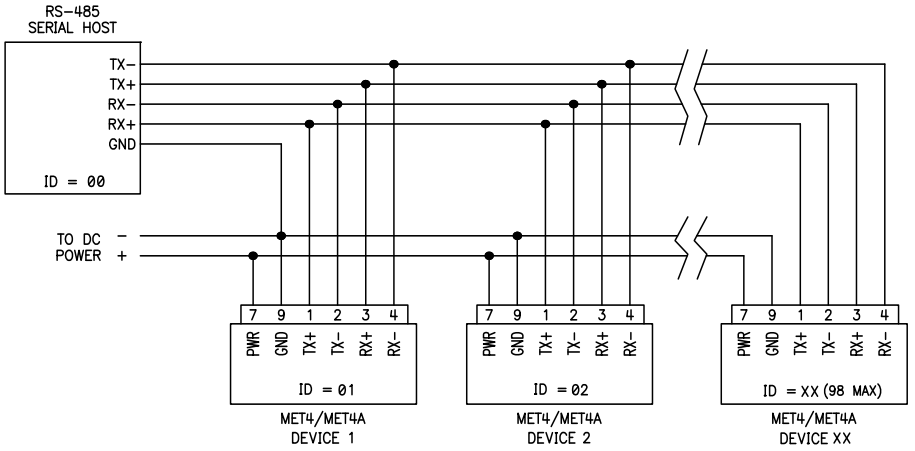 RS-485
SERIAL HOST
TX-
TX+
RX-
RX+
GND
ID = 00
TO DC -
POWER +
7 9 1 2 3 4
PWR GND TX+ TX- RX+ RX-
ID = 01
MET4/MET4A
DEVICE 1
7 9 1 2 3 4
PWR GND TX+ TX- RX+ RX-
ID = 02
MET4/MET4A
DEVICE 2
7 9 1 2 3 4
PWR GND TX+ TX- RX+ RX-
ID = XX (98 MAX)
MET4/MET4A
DEVICE XX